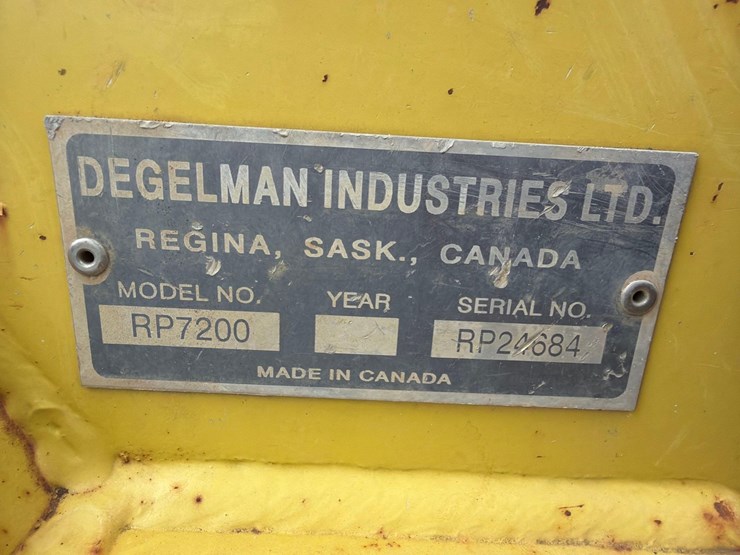 DEGELMAN INDUSTRIES LTD.
REGINA, SASK., CANADA
MODEL NO. YEAR SERIAL NO.
RP7200 RP24684
MADE IN CANADA